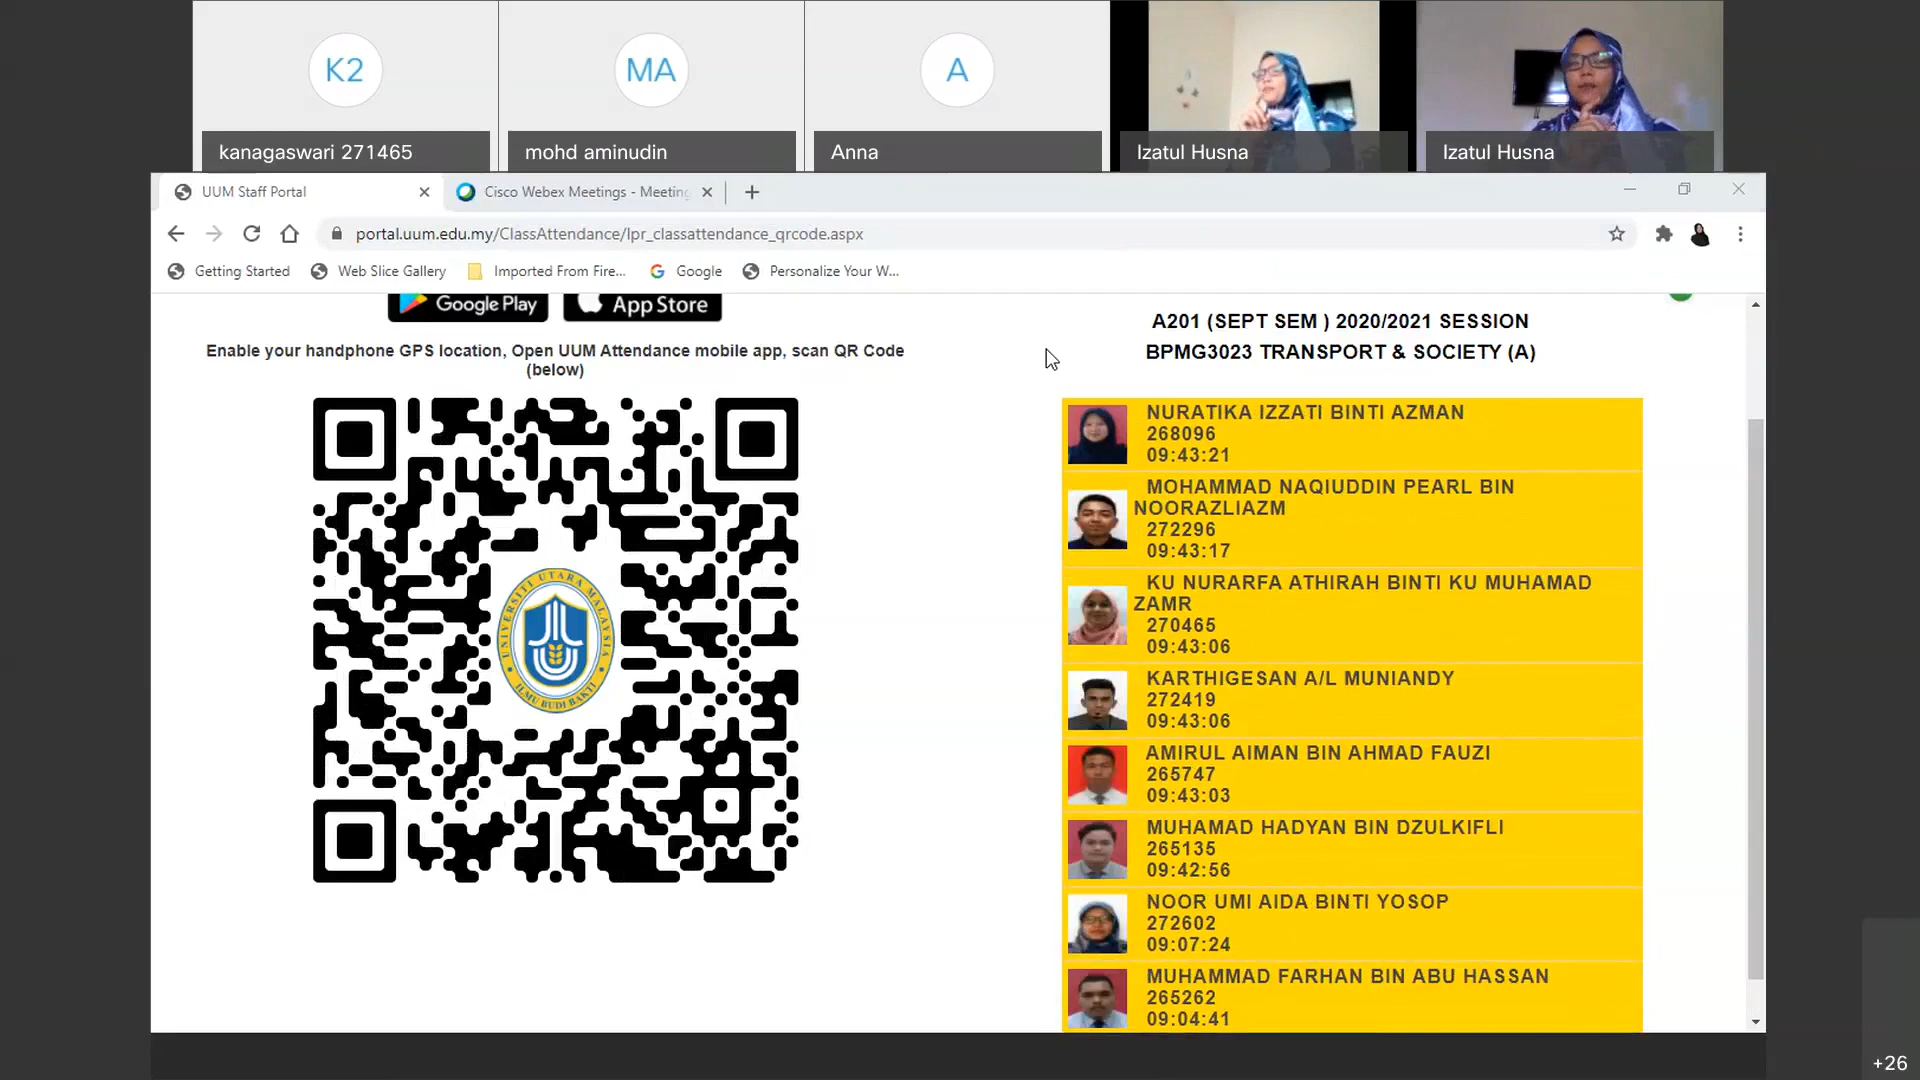 K2
MA
A
kanagaswari 271465
mohd aminudin
Anna
Izatul Husna
Izatul Husna
UUM Staff Portal
Cisco Webex Meetings - Meeting
portal.uum.edu.my/ClassAttendance/lpr_classattendance_qrcode.aspx
Getting Started
Web Slice Gallery
Imported From Fire...
Google
Personalize Your W...
Google Play
App Store
Enable your handphone GPS location, Open UUM Attendance mobile app, scan QR Code
(below)
UNIVERSITI UTARA MALAYSIA
ILMU BUDI BAKTI
A201 (SEPT SEM ) 2020/2021 SESSION
BPMG3023 TRANSPORT & SOCIETY (A)
NURATIKA IZZATI BINTI AZMAN
268096
09:43:21
MOHAMMAD NAQIUDDIN PEARL BIN
NOORAZLIAZM
272296
09:43:17
KU NURARFA ATHIRAH BINTI KU MUHAMAD
ZAMR
270465
09:43:06
KARTHIGESAN A/L MUNIANDY
272419
09:43:06
AMIRUL AIMAN BIN AHMAD FAUZI
265747
09:43:03
MUHAMAD HADYAN BIN DZULKIFLI
265135
09:42:56
NOOR UMI AIDA BINTI YOSOP
272602
09:07:24
MUHAMMAD FARHAN BIN ABU HASSAN
265262
09:04:41
+26